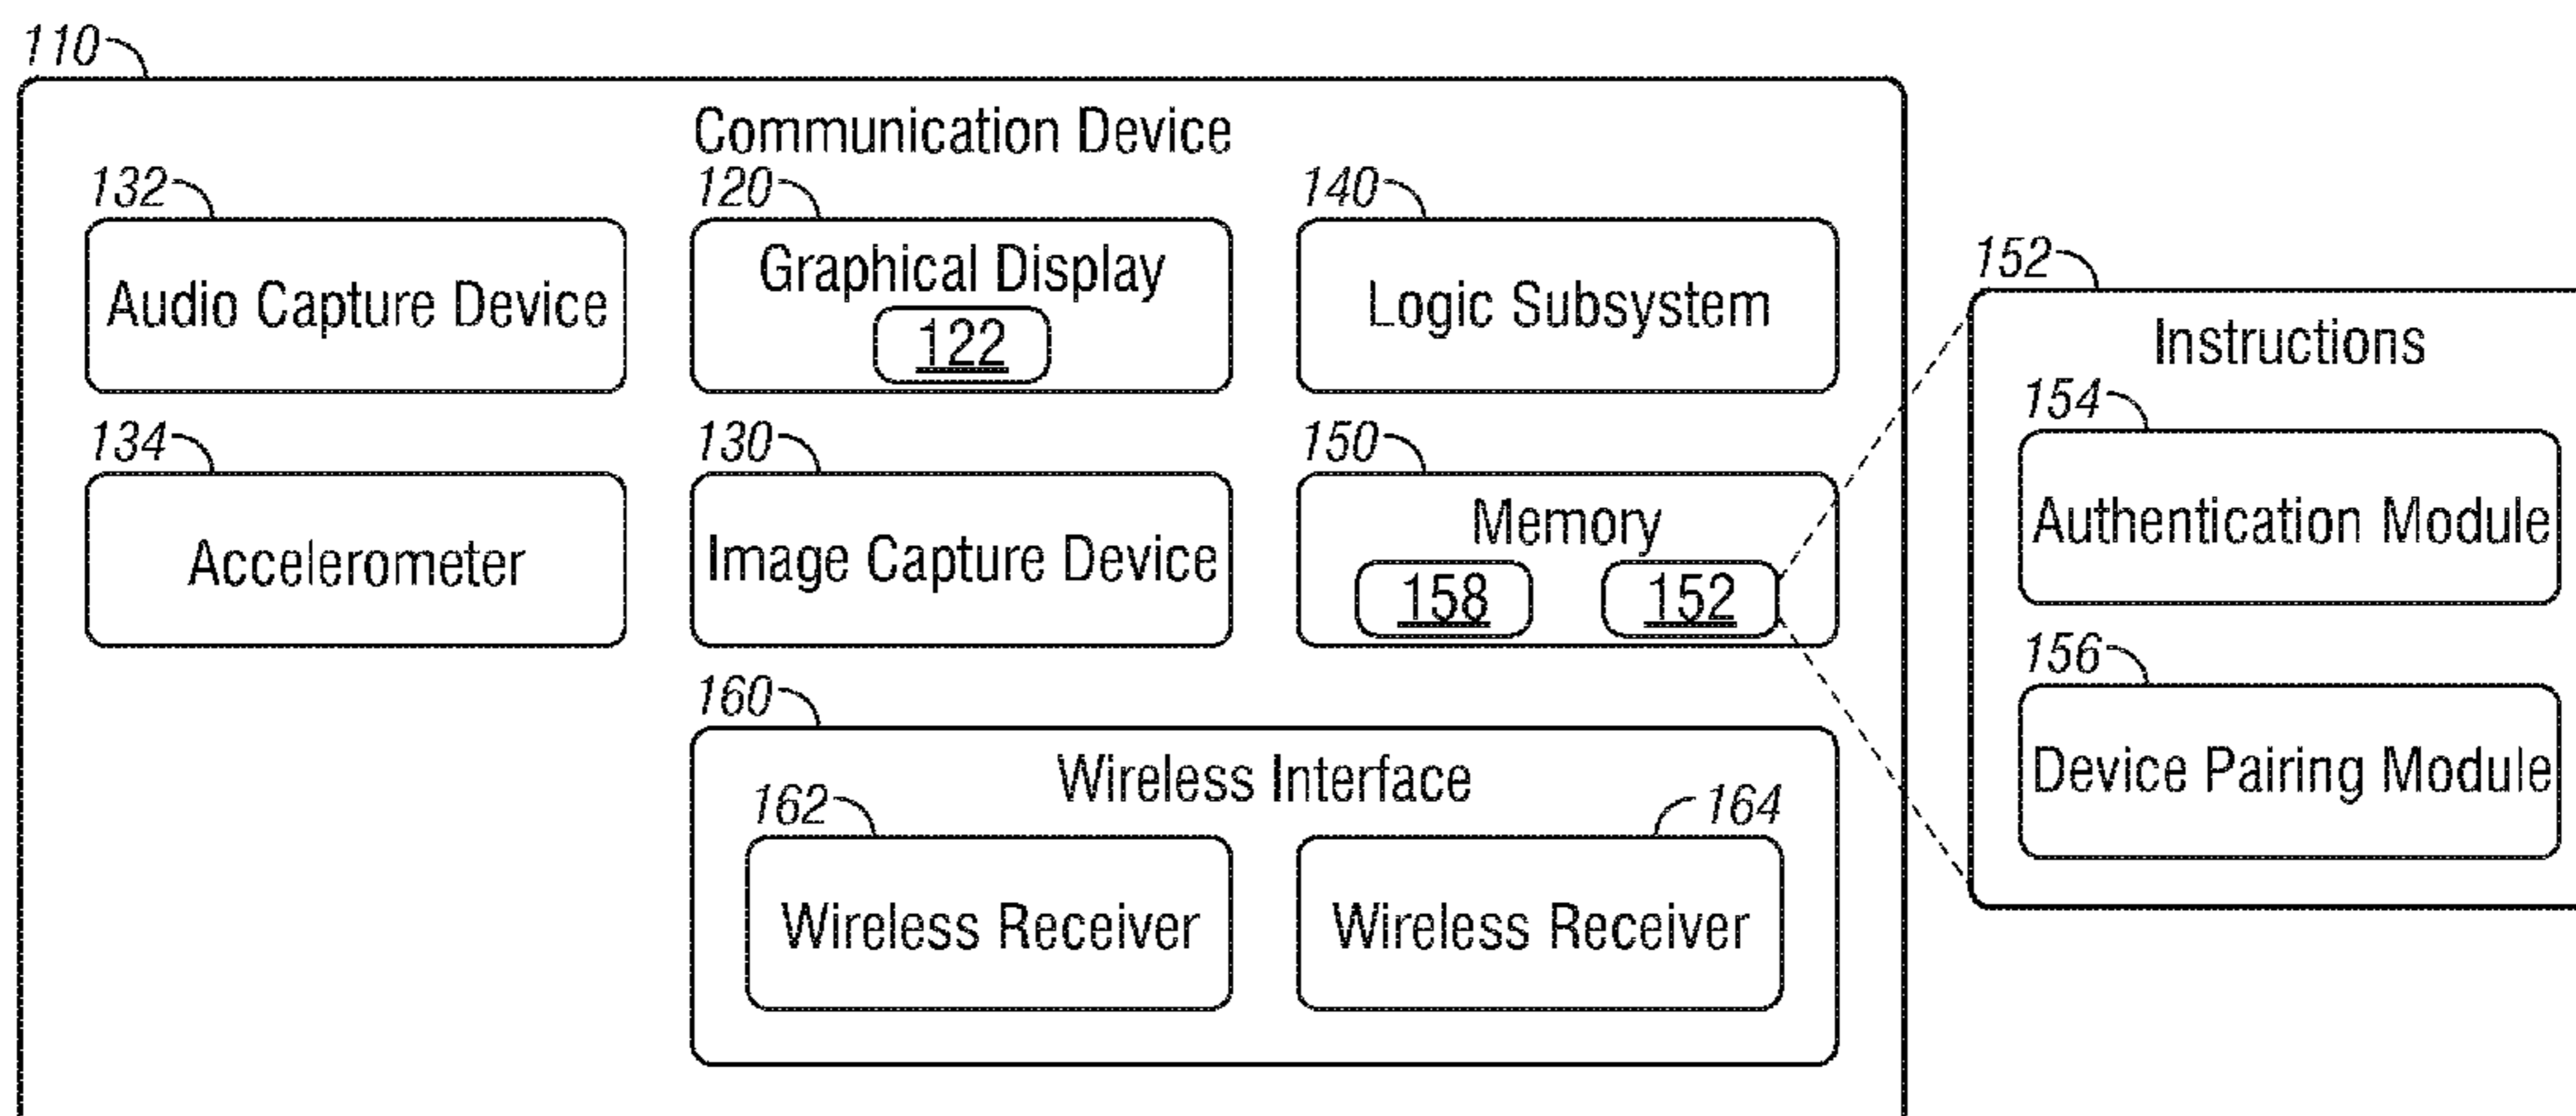 110
Communication Device
132
120
140
Audio Capture Device
Graphical Display
122
Logic Subsystem
152
Instructions
134
130
150
154
Accelerometer
Image Capture Device
Memory
158
152
Authentication Module
156
Device Pairing Module
160
Wireless Interface
162
164
Wireless Receiver
Wireless Receiver